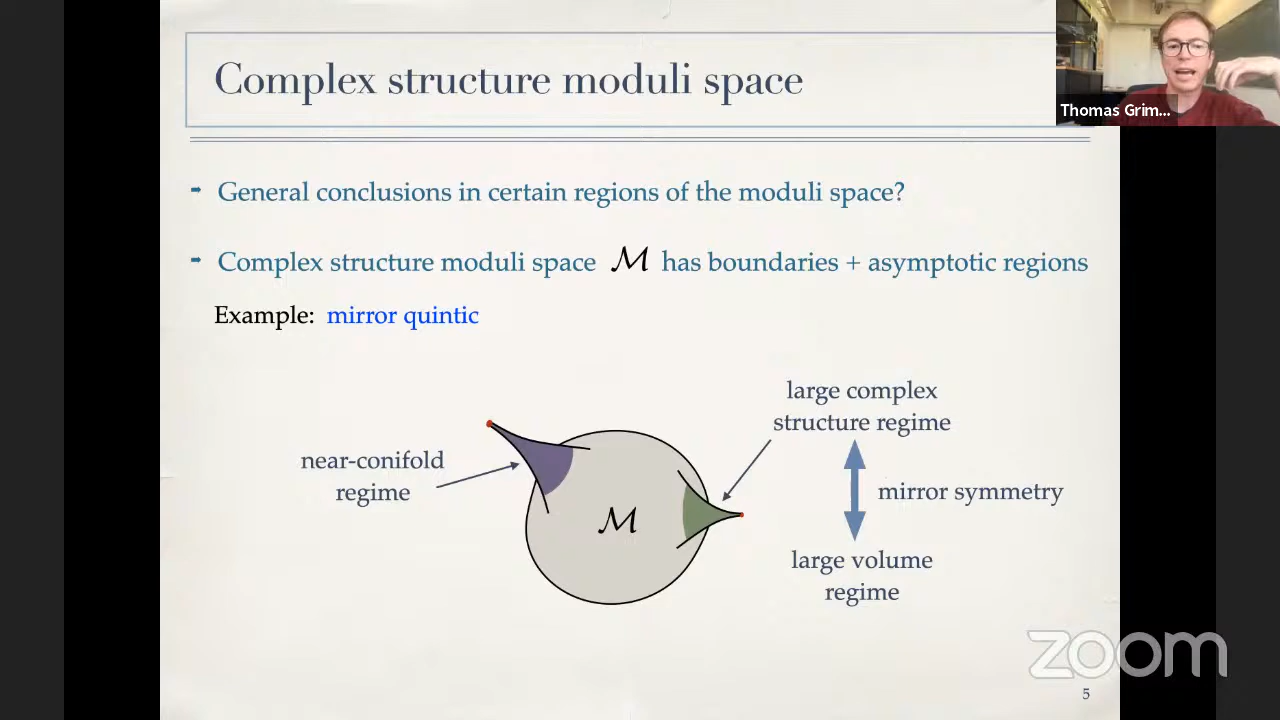 Complex structure moduli space
Thomas Grim...
➡ General conclusions in certain regions of the moduli space?
➡ Complex structure moduli space ℳ has boundaries + asymptotic regions
Example: mirror quintic
large complex
structure regime
near-conifold
regime
mirror symmetry
ℳ
large volume
regime
zoom
5